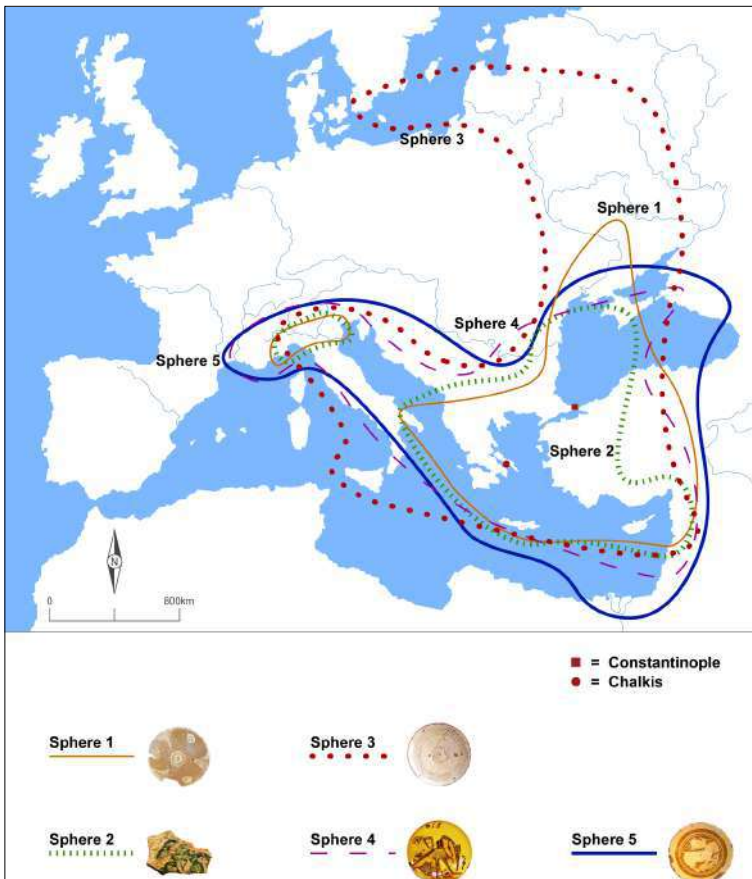 Sphere 3
Sphere 1
Sphere 4
Sphere 5
Sphere 2
N
0 800km
■ = Constantinople
● = Chalkis
Sphere 1
Sphere 3
Sphere 2
Sphere 4
Sphere 5